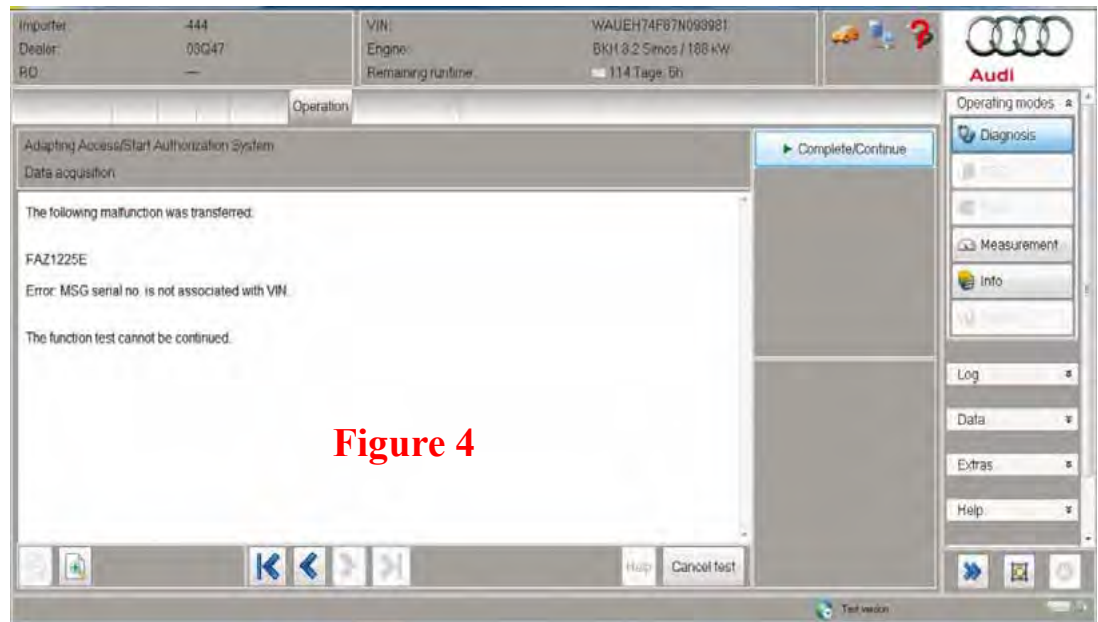 Importer: 444
Dealer: 03Q47
RO: ---
VIN:
Engine: BKH 3.2 Simos / 188 kW
Remaining runtime: 114 Tage, 6h
Audi
Operation
Adapting Access/Start Authorization System
Data acquisition
Complete/Continue
The following malfunction was transferred:
FAZ1225E
Error: MSG serial no. is not associated with VIN.
The function test cannot be continued.
Figure 4
Help
Cancel test
Operating modes
Diagnosis
Measurement
Info
Log
Data
Extras
Help
Test version